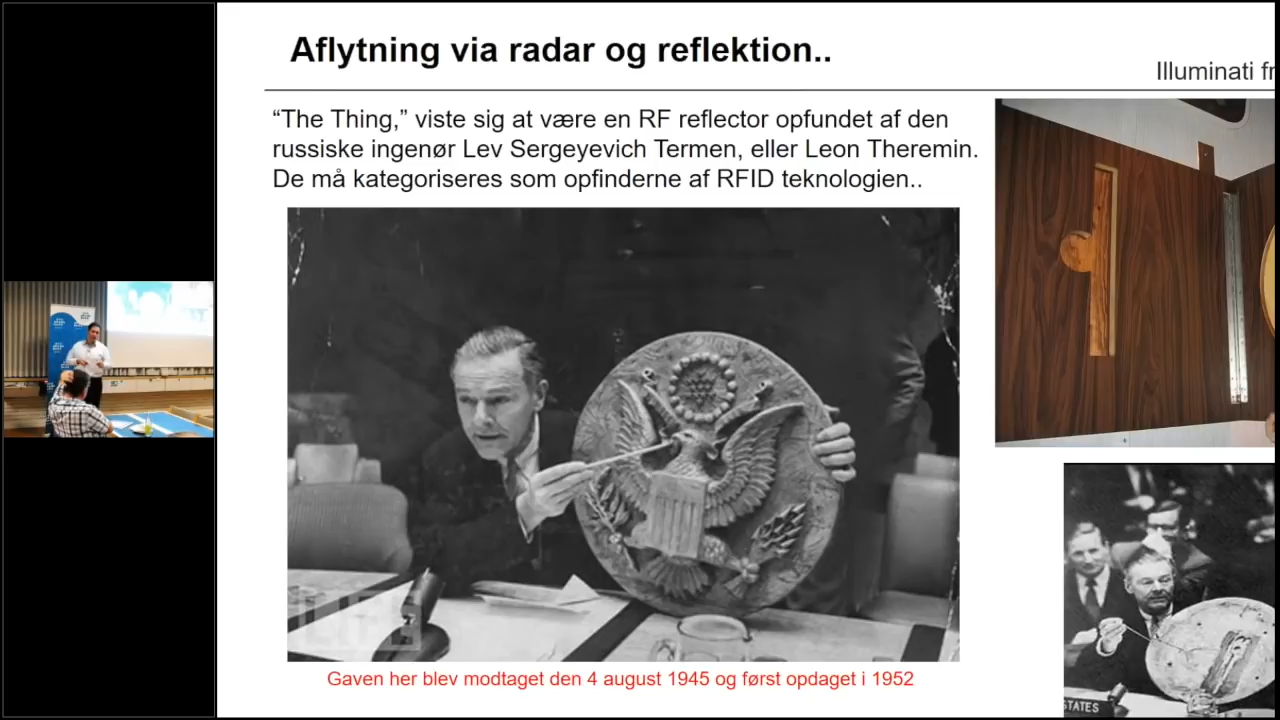 Aflytning via radar og reflektion..
Illuminati fr
“The Thing,” viste sig at være en RF reflector opfundet af den
russiske ingenør Lev Sergeyevich Termen, eller Leon Theremin.
De må kategoriseres som opfinderne af RFID teknologien..
LIFE
STATES
Gaven her blev modtaget den 4 august 1945 og først opdaget i 1952